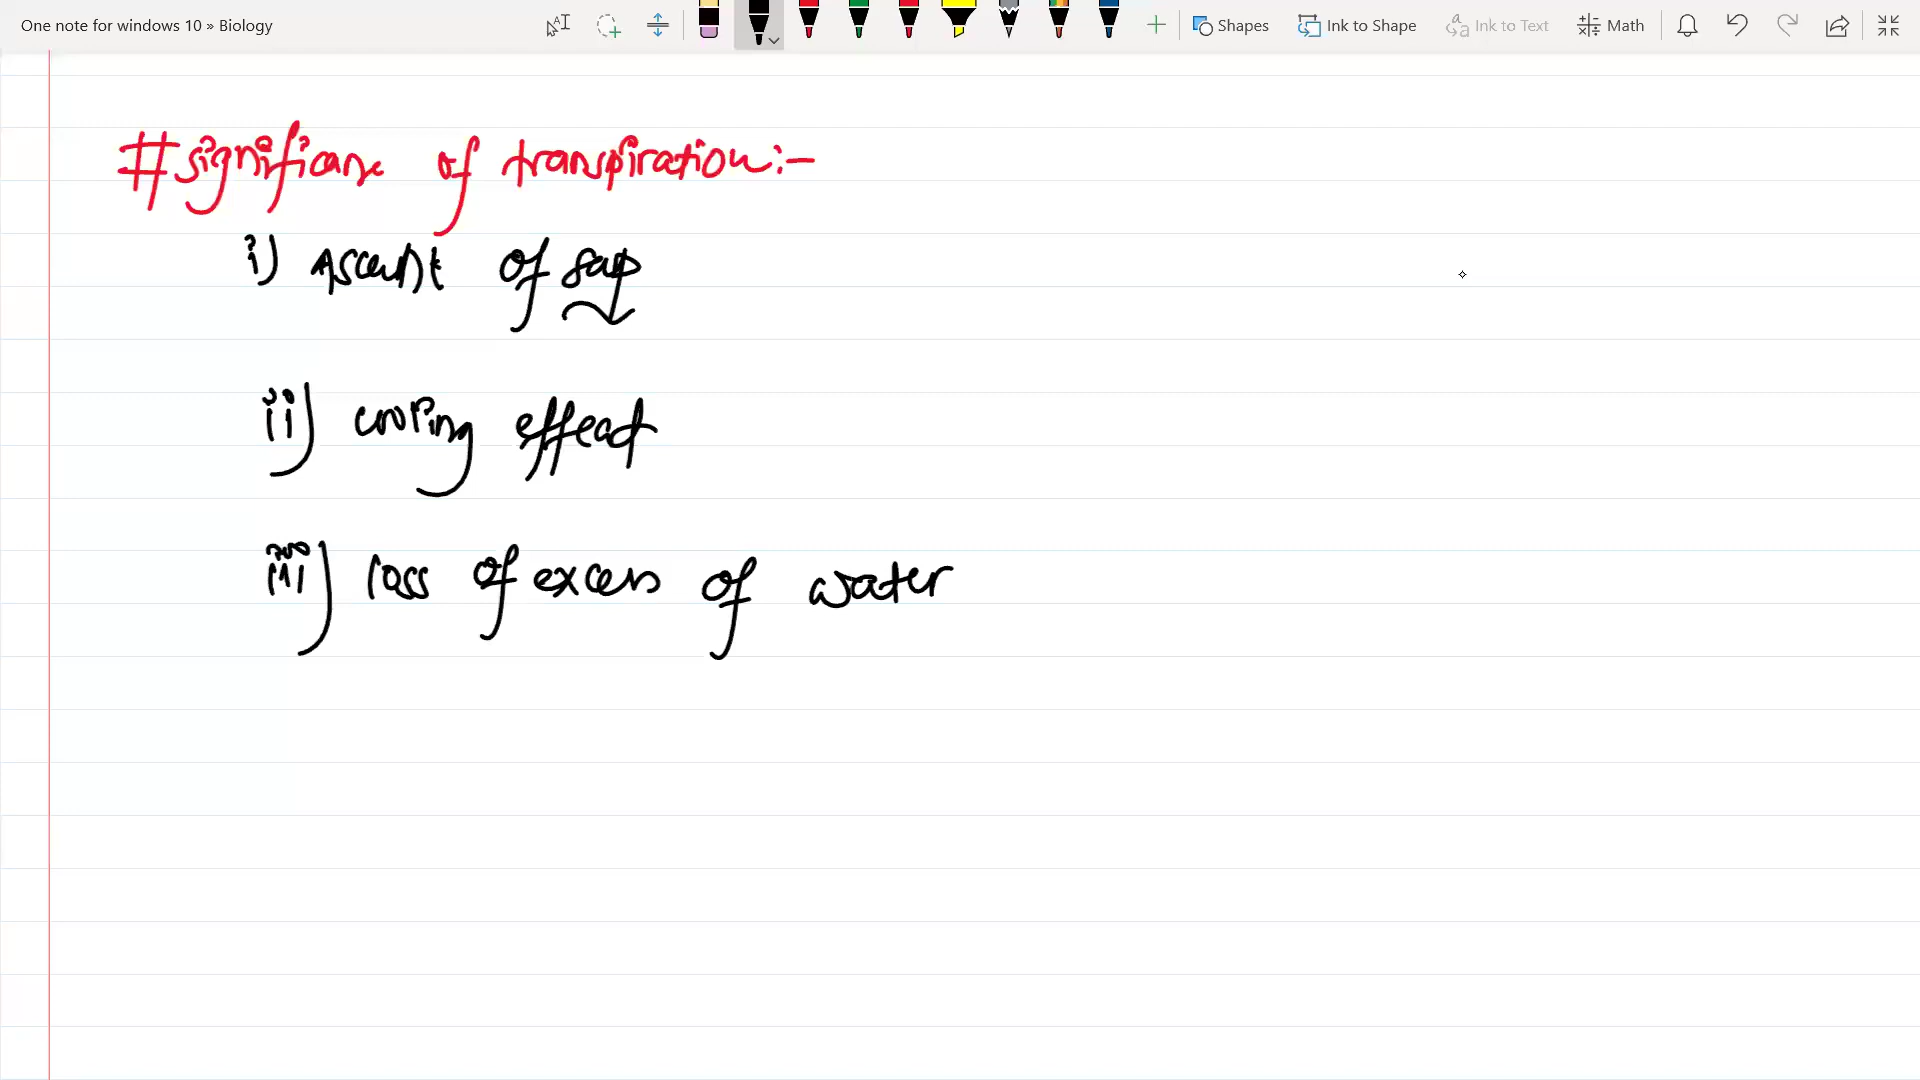 One note for windows 10 » Biology Shapes Ink to Shape Ink to Text Math
#significane of transpiration:-
i) Ascent of sap
ii) cooling effect
iii) loss of excess of water